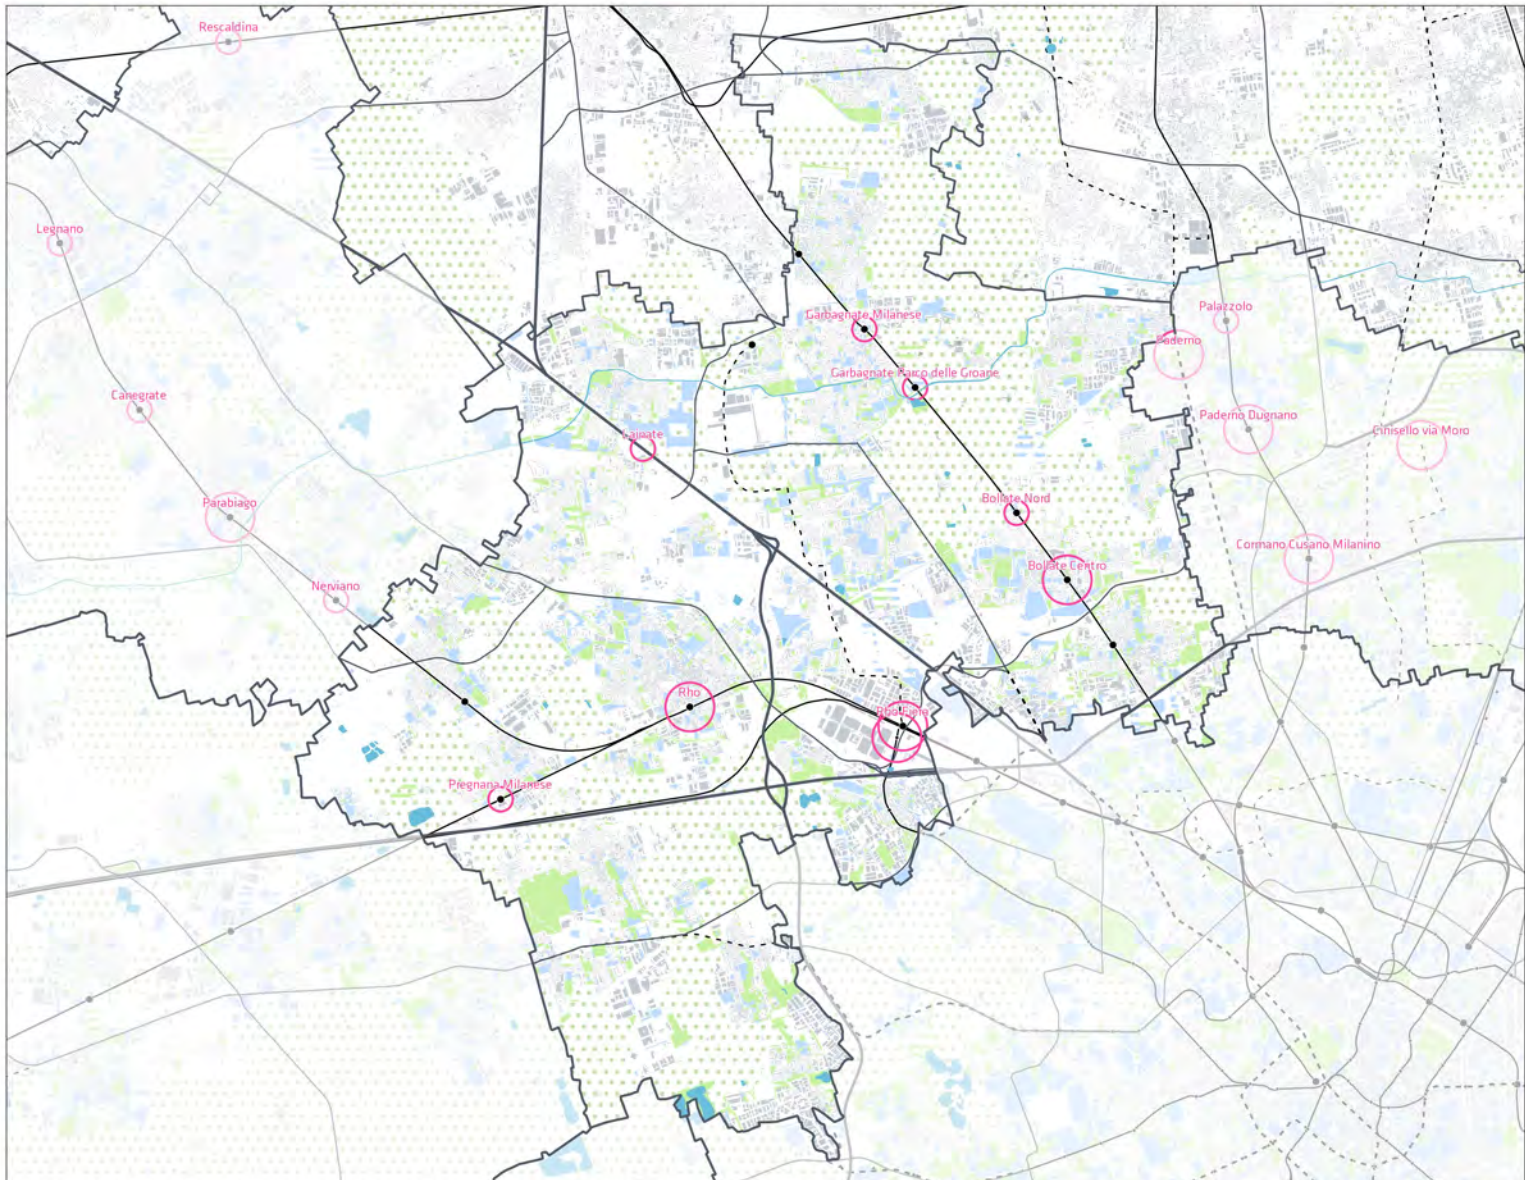 Rescaldina
Legnano
Palazzolo
Garbagnate Milanese
Paderno
Garbagnate Parco delle Groane
Canegrate
Paderno Dugnano
Cinisello via Moro
Lainate
Parabiago
Bollate Nord
Cormano Cusano Milanino
Bollate Centro
Nerviano
Rho
Rho Fiera
Pregnana Milanese